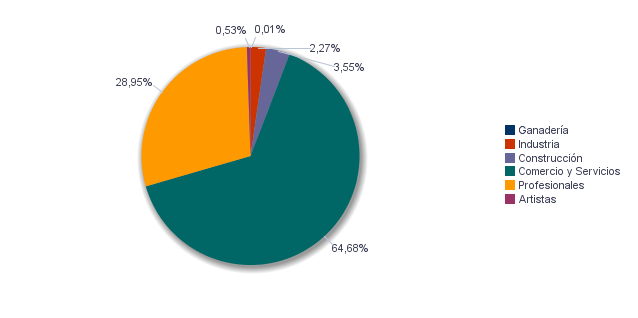 0,53%
0,01%
2,27%
3,55%
28,95%
64,68%
Ganadería
Industria
Construcción
Comercio y Servicios
Profesionales
Artistas